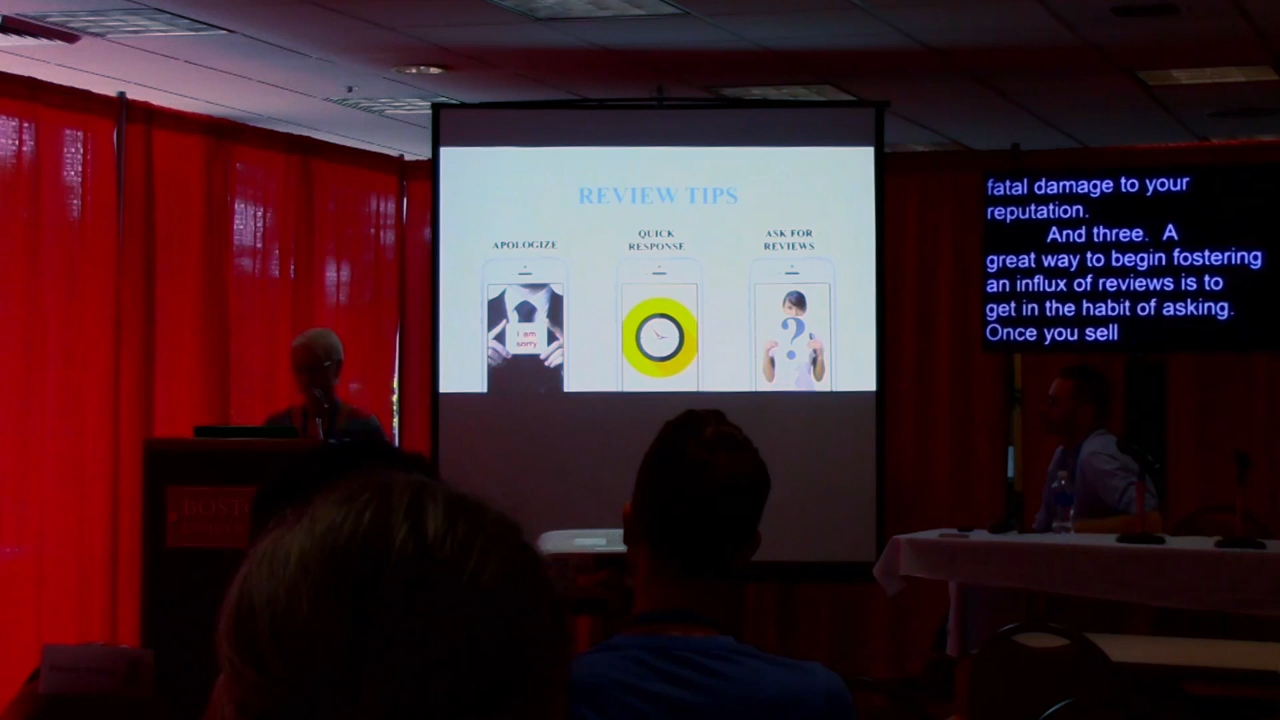 REVIEW TIPS
APOLOGIZE
QUICK
RESPONSE
ASK FOR
REVIEWS
I am
sorry
?
fatal damage to your
reputation.
And three. A
great way to begin fostering
an influx of reviews is to
get in the habit of asking.
Once you sell